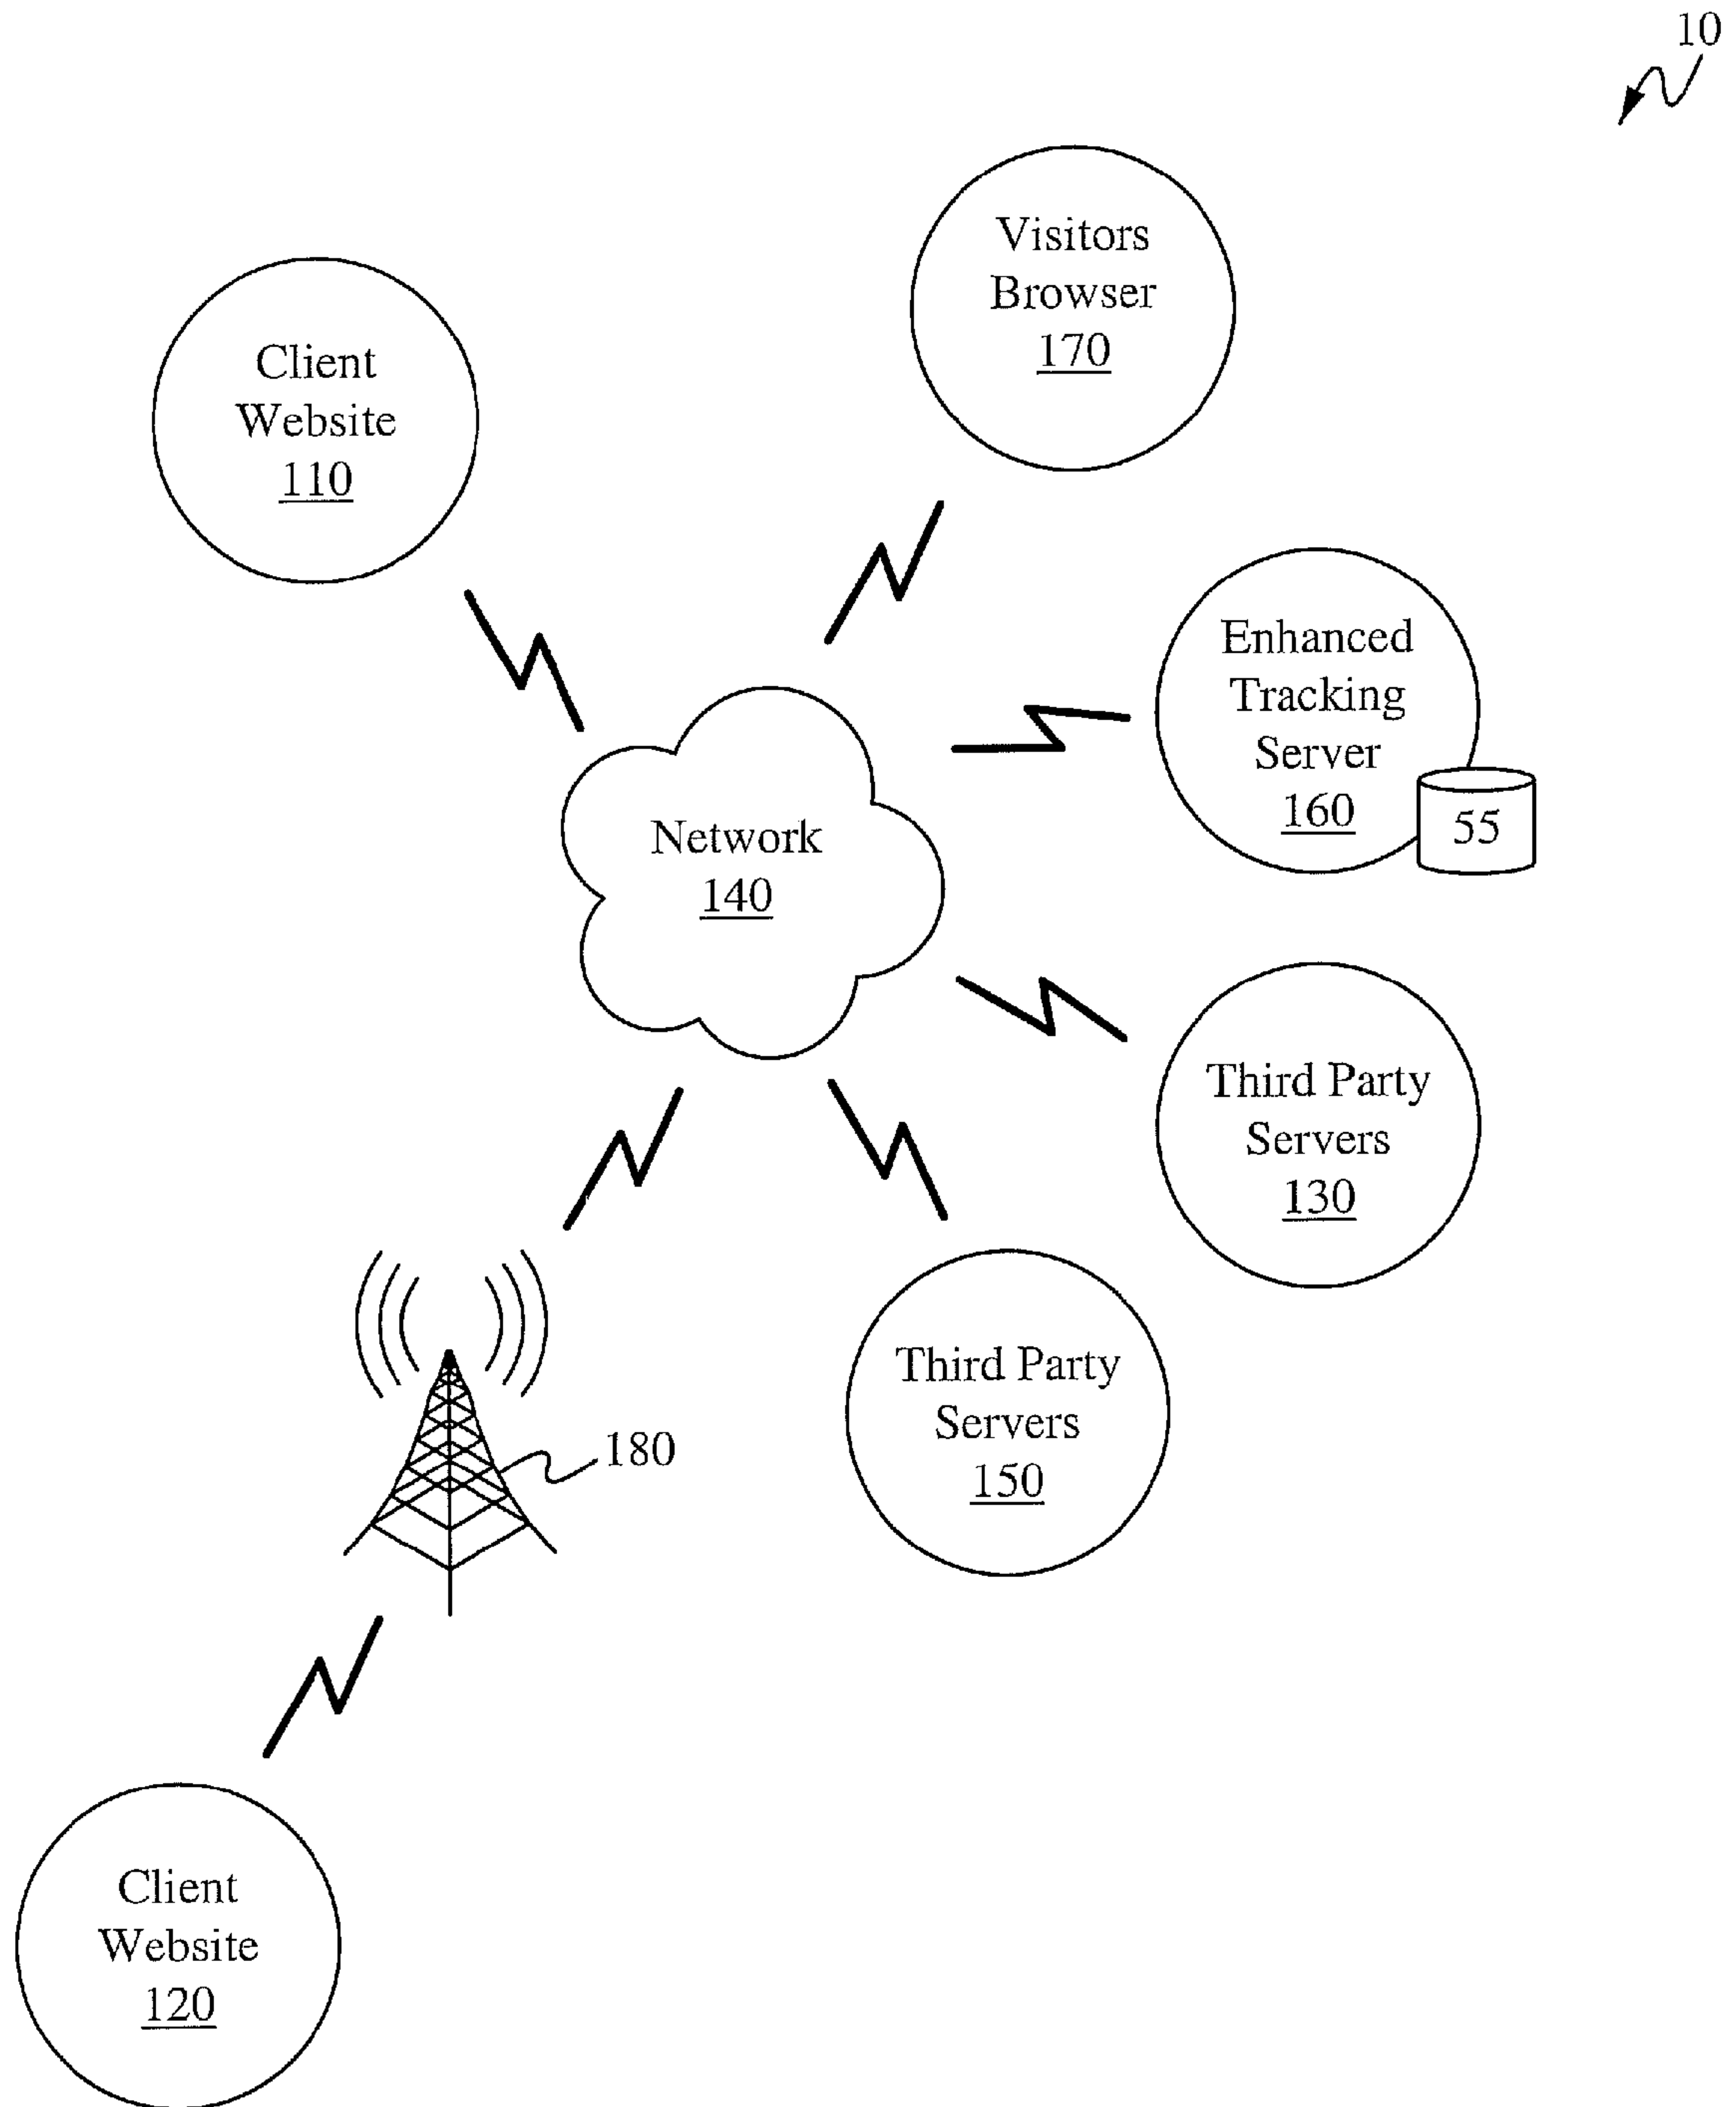 10
Visitors
Browser
170
Client
Website
110
Enhanced
Tracking
Server
160
55
Network
140
Third Party
Servers
130
Third Party
Servers
150
180
Client
Website
120